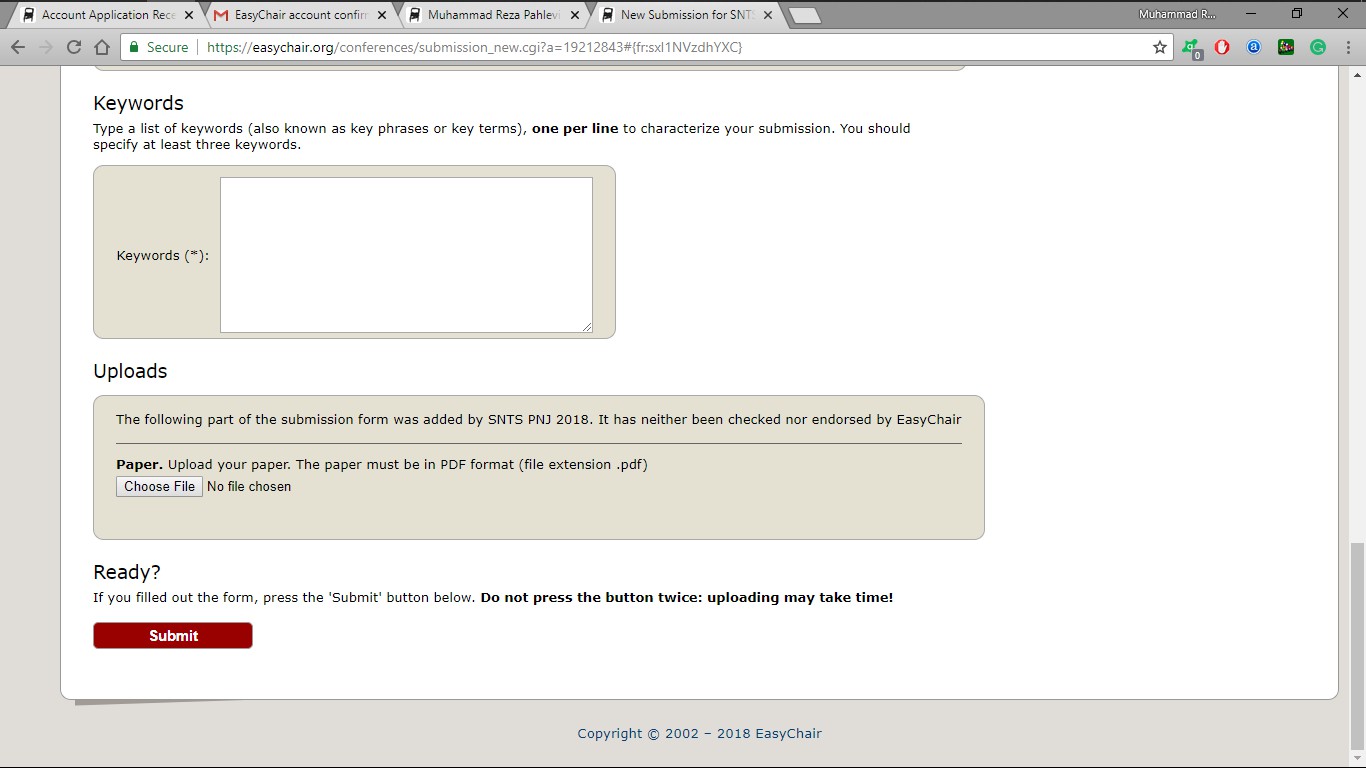 Account Application Rece
EasyChair account confirm
Muhammad Reza Pahlevi
New Submission for SNTS
Muhammad R...
Secure
https://easychair.org/conferences/submission_new.cgi?a=19212843#{fr:sxl1NVzdhYXC}
0
Keywords
Type a list of keywords (also known as key phrases or key terms), one per line to characterize your submission. You should
specify at least three keywords.
Keywords (*):
Uploads
The following part of the submission form was added by SNTS PNJ 2018. It has neither been checked nor endorsed by EasyChair
Paper. Upload your paper. The paper must be in PDF format (file extension .pdf)
Choose File No file chosen
Ready?
If you filled out the form, press the 'Submit' button below. Do not press the button twice: uploading may take time!
Submit
Copyright © 2002 – 2018 EasyChair